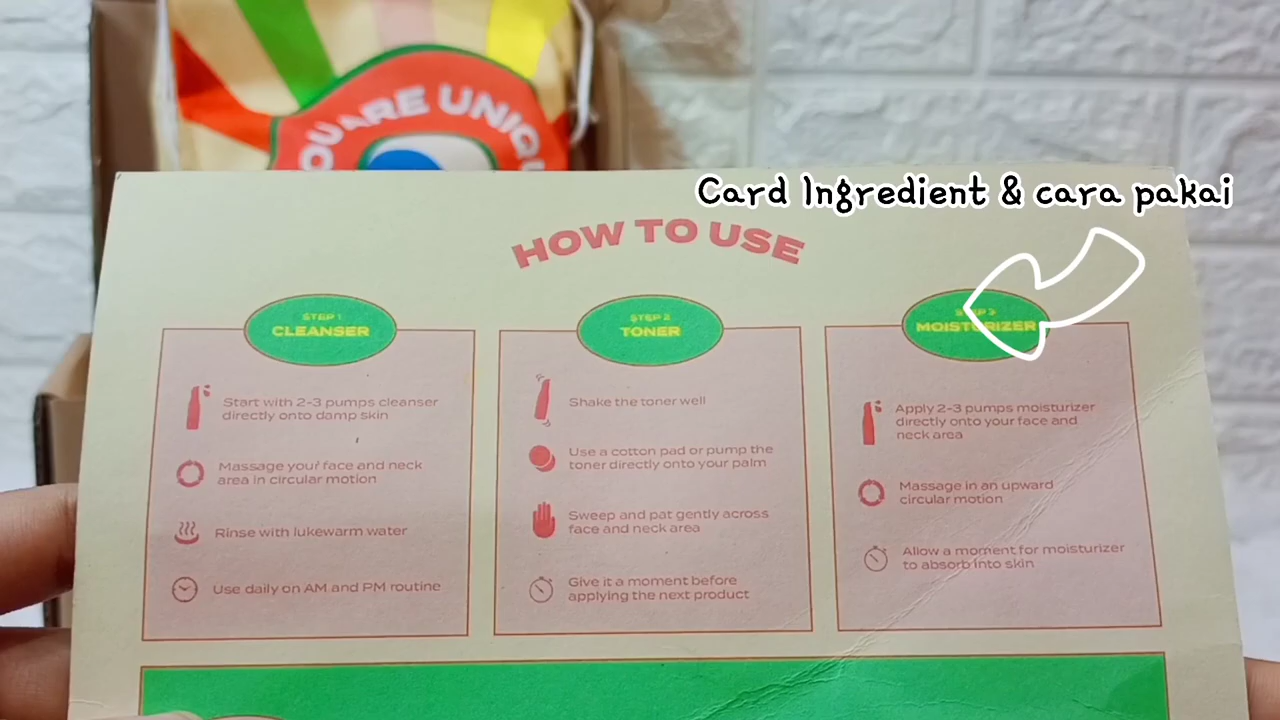 OU ARE UNIQU
Card Ingredient & cara pakai
HOW TO USE
STEP 1
CLEANSER
Start with 2-3 pumps cleanser
directly onto damp skin
Massage your face and neck
area in circular motion
Rinse with lukewarm water
Use daily on AM and PM routine
STEP 2
TONER
Shake the toner well
Use a cotton pad or pump the
toner directly onto your palm
Sweep and pat gently across
face and neck area
Give it a moment before
applying the next product
STEP 3
MOISTURIZER
Apply 2-3 pumps moisturizer
directly onto your face and
neck area
Massage in an upward
circular motion
Allow a moment for moisturizer
to absorb into skin